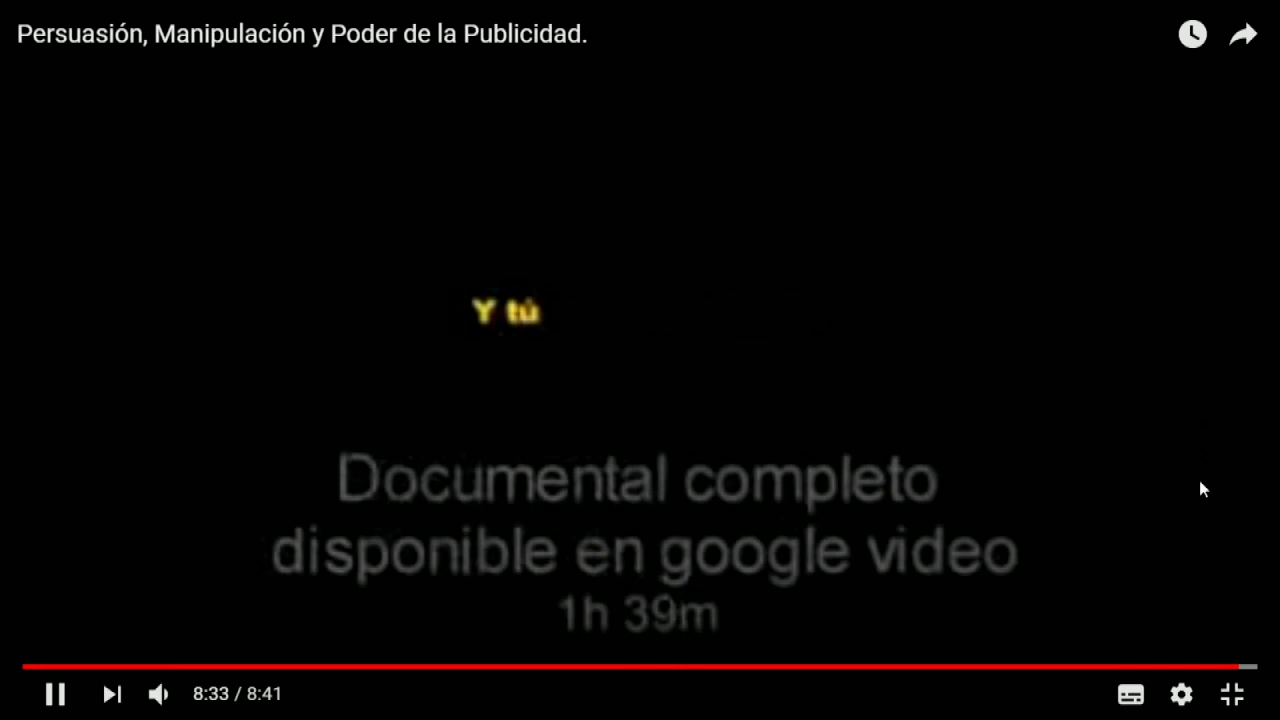 Persuasión, Manipulación y Poder de la Publicidad.
Y tú
Documental completo
disponible en google video
1h 39m
8:33 / 8:41